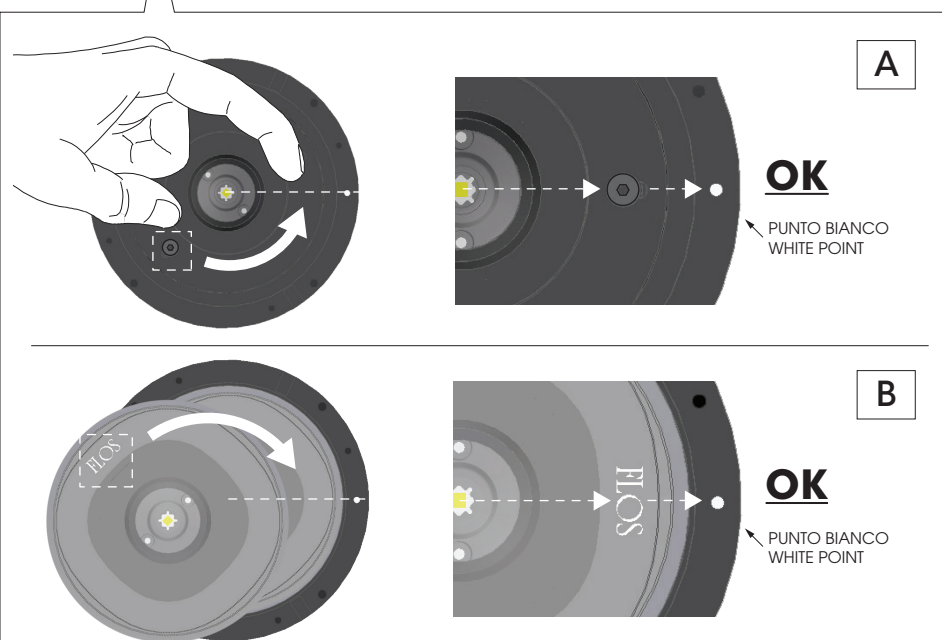 A
OK
PUNTO BIANCO
WHITE POINT
FLOS
B
FLOS
OK
PUNTO BIANCO
WHITE POINT